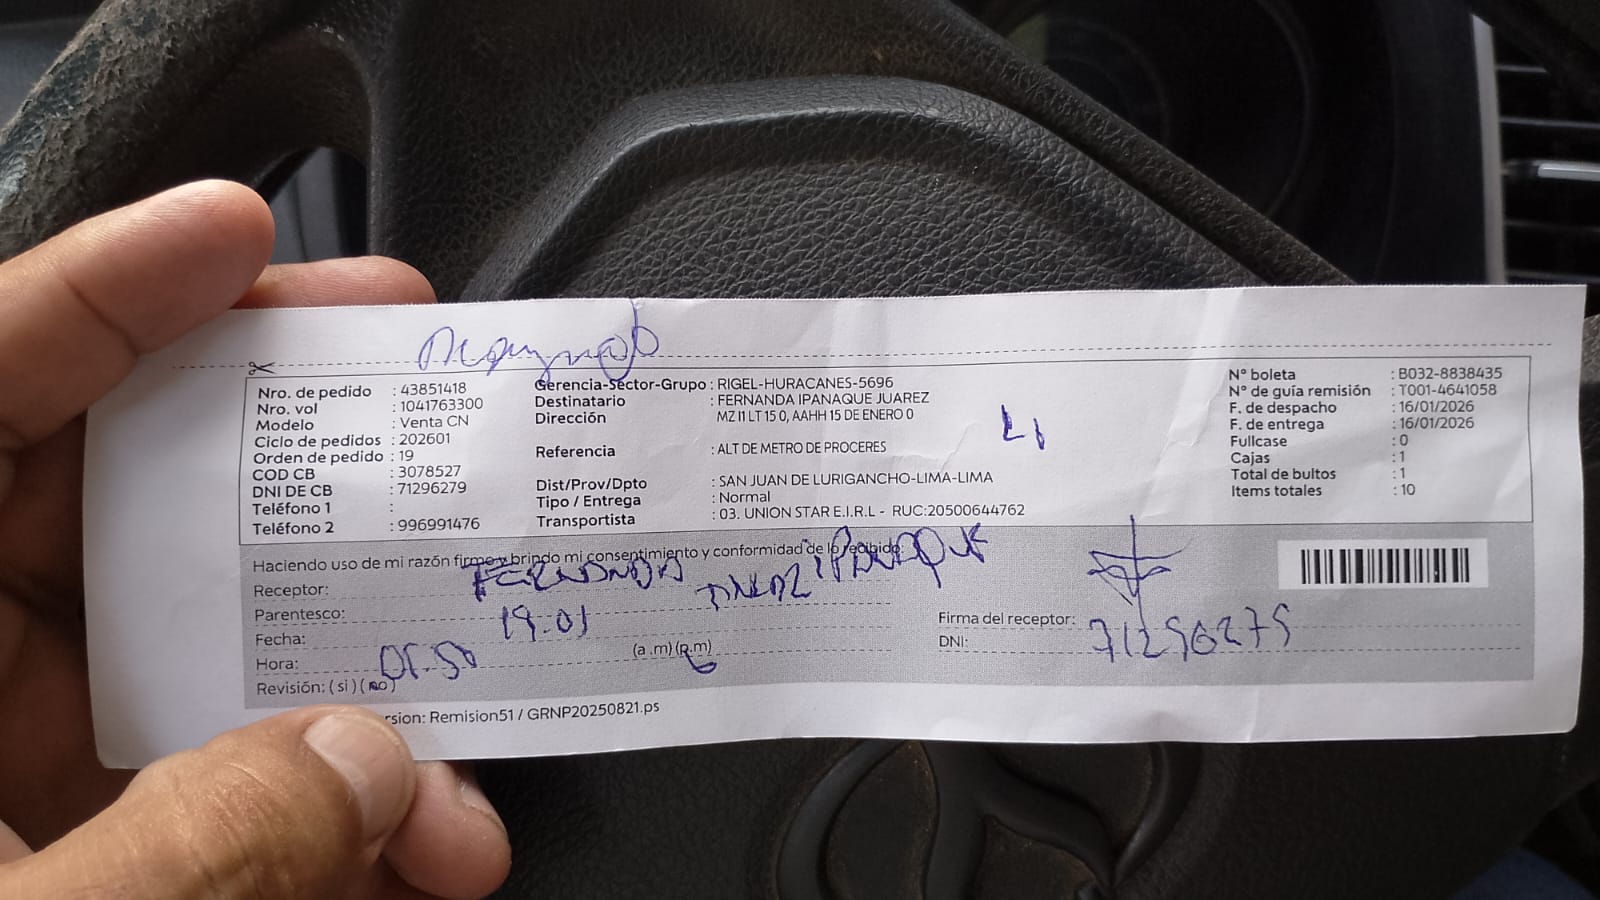 Nro. de pedido : 43851418
Nro. vol : 1041763300
Modelo : Venta CN
Ciclo de pedidos : 202601
Orden de pedido : 19
COD CB : 3078527
DNI DE CB : 71296279
Teléfono 1 :
Teléfono 2 : 996991476
Gerencia-Sector-Grupo : RIGEL-HURACANES-5696
Destinatario : FERNANDA IPANAQUE JUAREZ
Dirección MZ I1 LT 15 0, AAHH 15 DE ENERO 0
Referencia : ALT DE METRO DE PROCERES
Dist/Prov/Dpto : SAN JUAN DE LURIGANCHO-LIMA-LIMA
Tipo / Entrega : Normal
Transportista : 03. UNION STAR E.I.R.L - RUC:20500644762
N° boleta : B032-8838435
N° de guía remisión : T001-4641058
F. de despacho : 16/01/2026
F. de entrega : 16/01/2026
Fullcase : 0
Cajas : 1
Total de bultos : 1
Items totales : 10
Haciendo uso de mi razón firmo y brindo mi consentimiento y conformidad de lo recibido:
Receptor: FERNANDA IPANAQUE
Parentesco:
Fecha: 19.01
Hora: 05.50 (a.m) (p.m)
Revisión: (si) (no)
Firma del receptor:
DNI: 71296279
rsion: Remision51 / GRNP20250821.ps